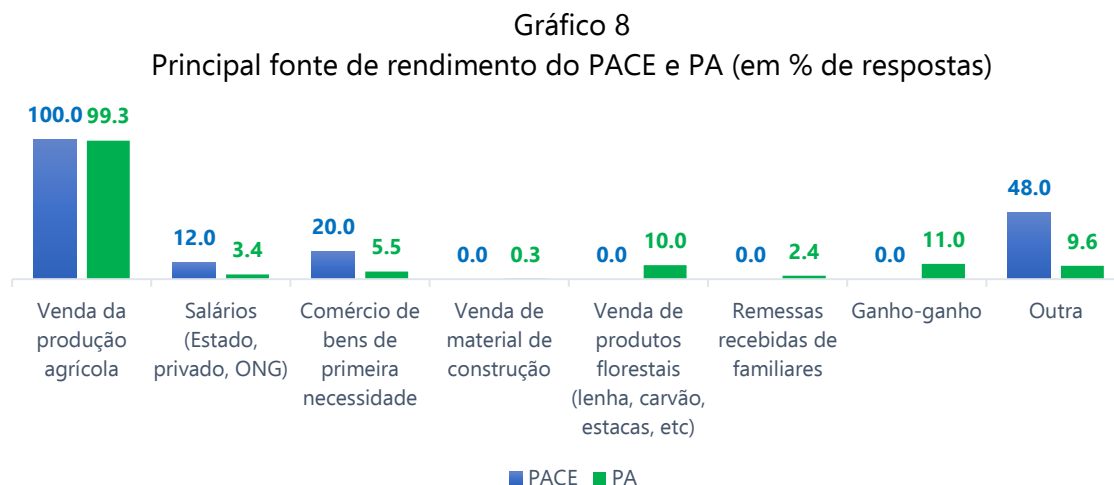 Gráfico 8
Principal fonte de rendimento do PACE e PA (em % de respostas)
100.0 99.3
12.0 3.4
20.0 5.5
0.0 0.3
0.0 10.0
0.0 2.4
0.0 11.0
48.0 9.6
Venda da
produção
agrícola
Salários
(Estado,
privado, ONG)
Comércio de
bens de
primeira
necessidade
Venda de
material de
construção
Venda de
produtos
florestais
(lenha, carvão,
estacas, etc)
Remessas
recebidas de
familiares
Ganho-ganho
Outra
PACE PA